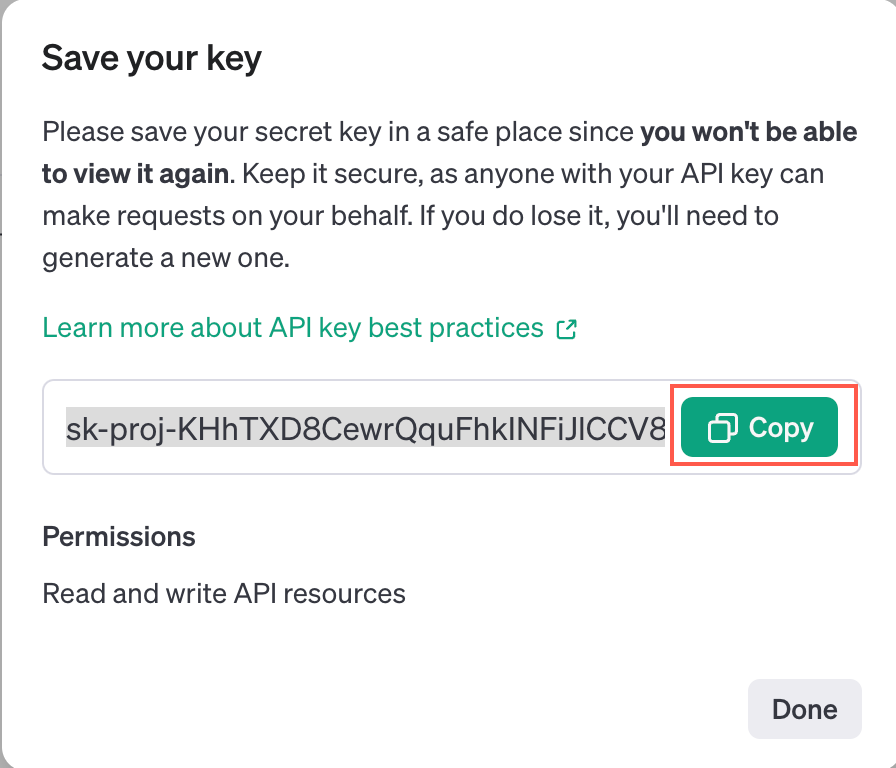 Save your key
Please save your secret key in a safe place since you won't be able
to view it again. Keep it secure, as anyone with your API key can
make requests on your behalf. If you do lose it, you'll need to
generate a new one.
Learn more about API key best practices
sk-proj-KHhTXD8CewrQquFhkINFiJlCCV8
Copy
Permissions
Read and write API resources
Done